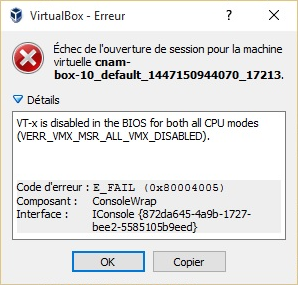 VirtualBox - Erreur
Échec de l'ouverture de session pour la machine
virtuelle cnam-
box-10_default_1447150944070_17213.
Détails
VT-x is disabled in the BIOS for both all CPU modes
(VERR_VMX_MSR_ALL_VMX_DISABLED).
Code d'erreur : E_FAIL (0x80004005)
Composant : ConsoleWrap
Interface : IConsole {872da645-4a9b-1727-
bee2-5585105b9eed}
OK Copier